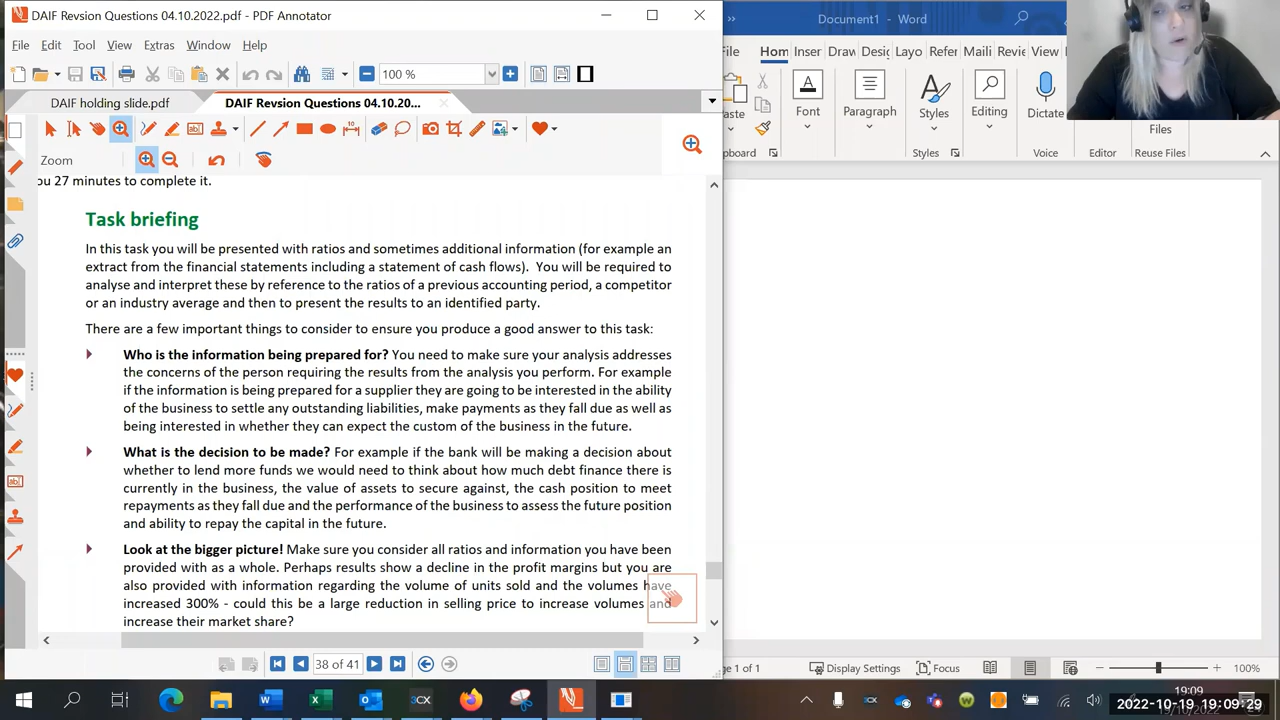 DAIF Revsion Questions 04.10.2022.pdf - PDF Annotator
Document1 - Word
File Edit Tool View Extras Window Help
File Hom Inser Draw Desig Layo Refer Maili Revie View
100 %
DAIF holding slide.pdf
DAIF Revsion Questions 04.10.20...
Font
Paragraph
Styles
Editing
Dictate
Files
Styles
Voice
Editor
Reuse Files
Zoom
ou 27 minutes to complete it.
Task briefing
In this task you will be presented with ratios and sometimes additional information (for example an
extract from the financial statements including a statement of cash flows). You will be required to
analyse and interpret these by reference to the ratios of a previous accounting period, a competitor
or an industry average and then to present the results to an identified party.
There are a few important things to consider to ensure you produce a good answer to this task:
Who is the information being prepared for? You need to make sure your analysis addresses
the concerns of the person requiring the results from the analysis you perform. For example
if the information is being prepared for a supplier they are going to be interested in the ability
of the business to settle any outstanding liabilities, make payments as they fall due as well as
being interested in whether they can expect the custom of the business in the future.
What is the decision to be made? For example if the bank will be making a decision about
whether to lend more funds we would need to think about how much debt finance there is
currently in the business, the value of assets to secure against, the cash position to meet
repayments as they fall due and the performance of the business to assess the future position
and ability to repay the capital in the future.
Look at the bigger picture! Make sure you consider all ratios and information you have been
provided with as a whole. Perhaps results show a decline in the profit margins but you are
also provided with information regarding the volume of units sold and the volumes have
increased 300% - could this be a large reduction in selling price to increase volumes and
increase their market share?
38 of 41
1 of 1
Display Settings
Focus
100%
19:09
2022-10-19 19:09:29